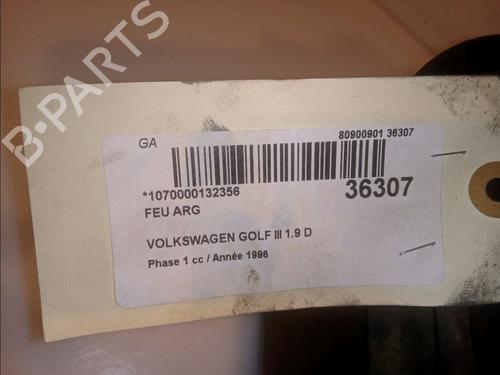 B-PARTS
GA
80900901 36307
*1070000132356
36307
FEU ARG
VOLKSWAGEN GOLF III 1.9 D
Phase 1 cc / Année 1996